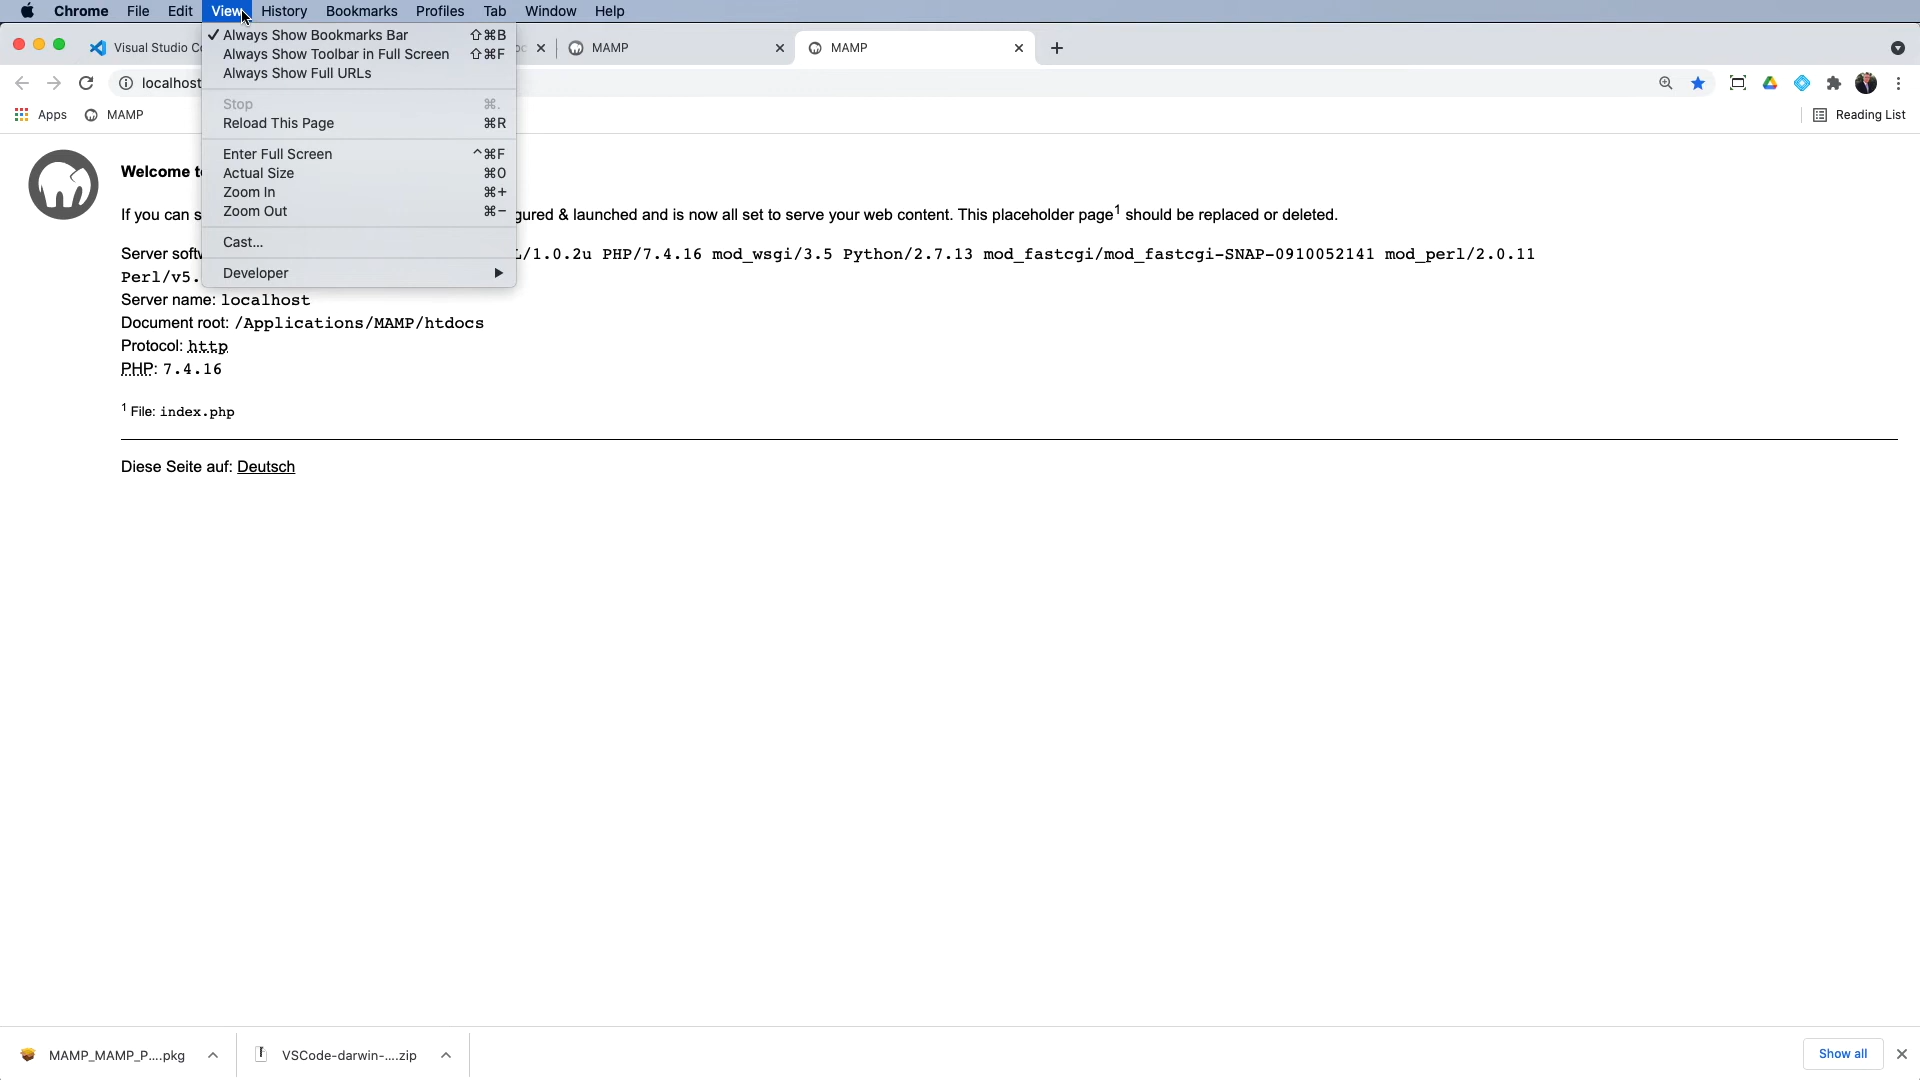 Chrome File Edit View History Bookmarks Profiles Tab Window Help
Visual Studio Co
MAMP
MAMP
localhost
Apps
MAMP
Reading List
✓ Always Show Bookmarks Bar ⇧⌘B
Always Show Toolbar in Full Screen ⇧⌘F
Always Show Full URLs
Stop ⌘.
Reload This Page ⌘R
Enter Full Screen ^⌘F
Actual Size ⌘0
Zoom In ⌘+
Zoom Out ⌘−
Cast...
Developer ▶
Welcome t
If you can s gured & launched and is now all set to serve your web content. This placeholder page1 should be replaced or deleted.
Server softw L/1.0.2u PHP/7.4.16 mod_wsgi/3.5 Python/2.7.13 mod_fastcgi/mod_fastcgi-SNAP-0910052141 mod_perl/2.0.11
Perl/v5.
Server name: localhost
Document root: /Applications/MAMP/htdocs
Protocol: http
PHP: 7.4.16
1 File: index.php
Diese Seite auf: Deutsch
MAMP_MAMP_P....pkg
VSCode-darwin-....zip
Show all